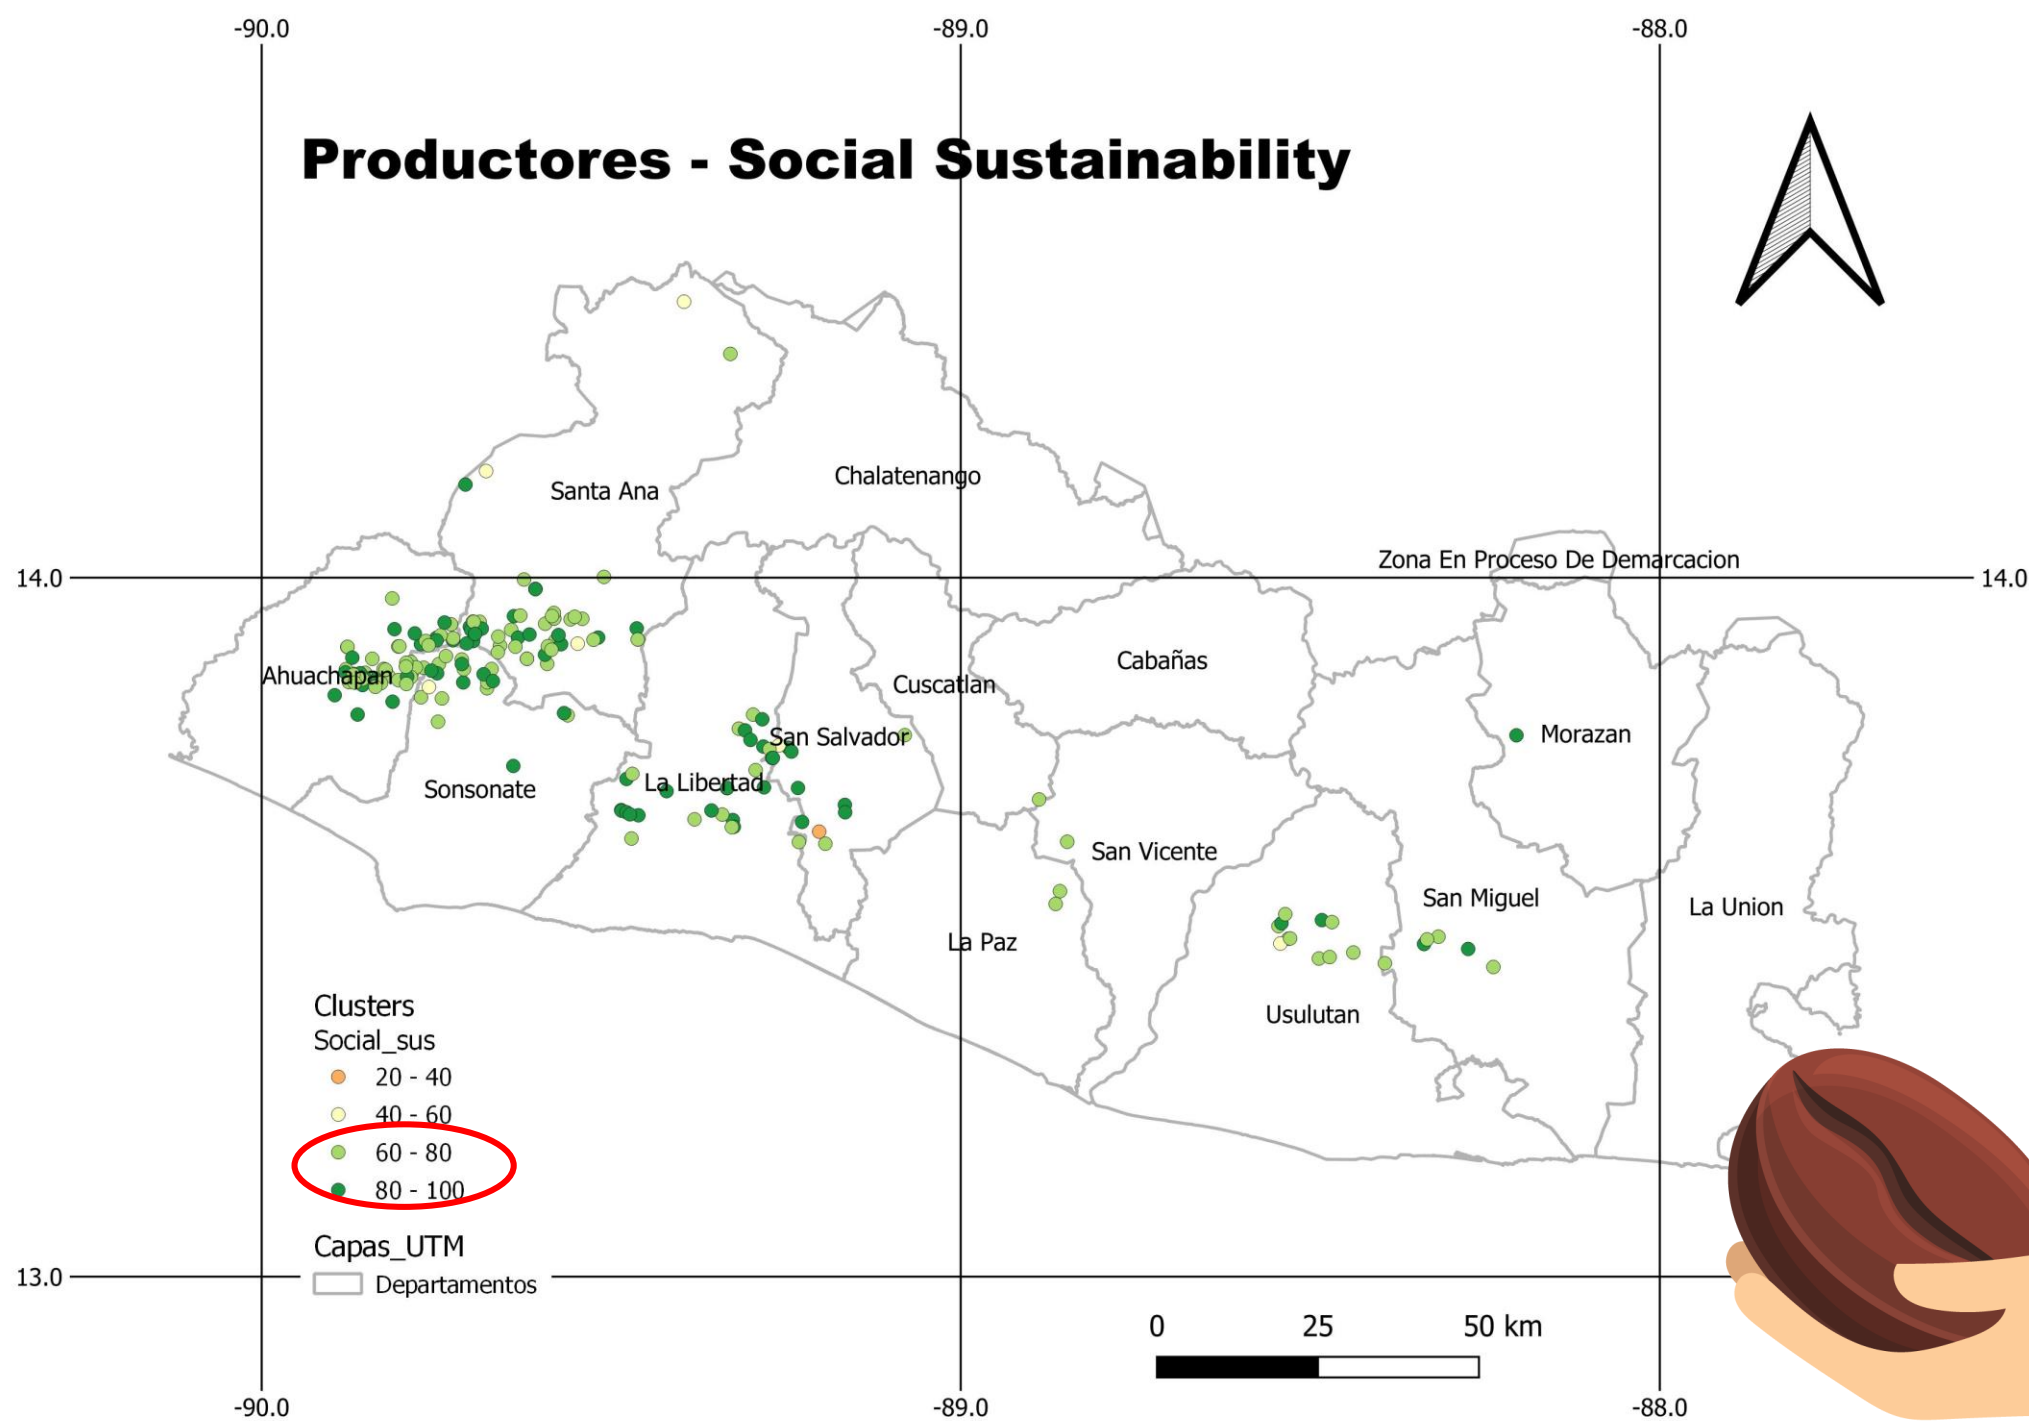 -90.0 -89.0 -88.0
Productores - Social Sustainability
Santa Ana
Chalatenango
Zona En Proceso De Demarcacion
14.0 14.0
Ahuachapan
Cabañas
Cuscatlan
San Salvador
Morazan
Sonsonate
La Libertad
San Vicente
San Miguel
La Union
La Paz
Usulutan
Clusters
Social_sus
20 - 40
40 - 60
60 - 80
80 - 100
Capas_UTM
13.0
Departamentos
0 25 50 km
-90.0 -89.0 -88.0